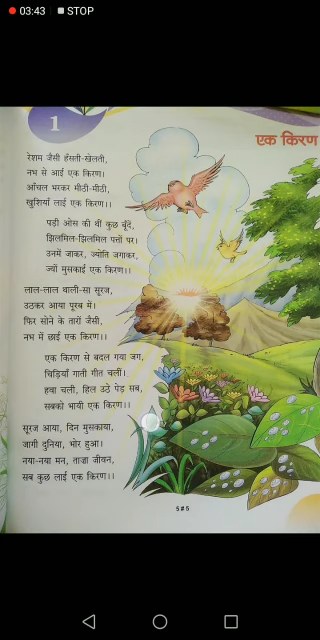 03:43 STOP
1
एक किरण
रेशम जैसी हँसती-खेलती,
नभ से आई एक किरण।
आँचल भरकर मीठी-मीठी,
खुशियाँ लाई एक किरण।।
पड़ी ओस की थीं कुछ बूँदें,
झिलमिल-झिलमिल पत्तों पर।
उनमें जाकर, ज्योति जगाकर,
ज्यों मुसकाई एक किरण।।
लाल-लाल थाली-सा सूरज,
उठकर आया पूरब में।
फिर सोने के तारों जैसी,
नभ में छाई एक किरण।।
एक किरण से बदल गया जग,
चिड़ियाँ गाती गीत चलीं।
हवा चली, हिल उठे पेड़ सब,
सबको भायी एक किरण।।
सूरज आया, दिन मुसकाया,
जागी दुनिया, भोर हुआ।
नया-नया मन, ताज़ा जीवन,
सब कुछ लाई एक किरण।।